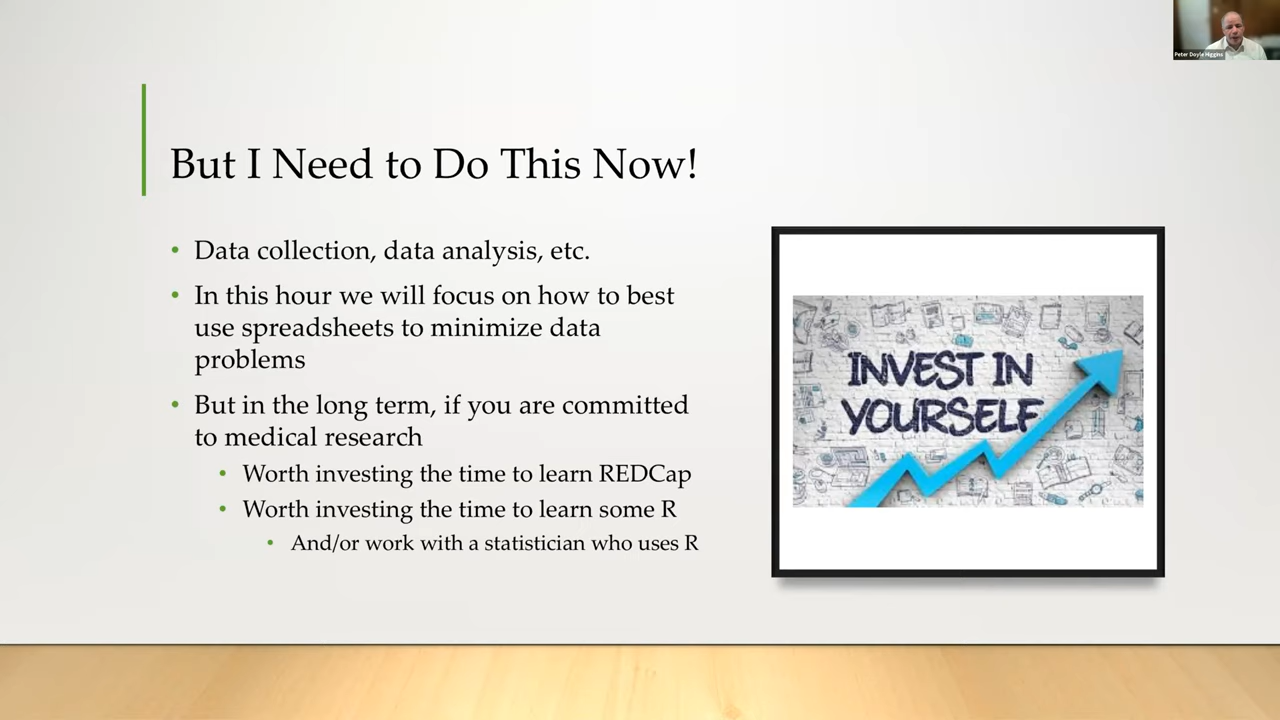 Peter Doyle Higgins
But I Need to Do This Now!
• Data collection, data analysis, etc.
• In this hour we will focus on how to best
use spreadsheets to minimize data
problems
• But in the long term, if you are committed
to medical research
• Worth investing the time to learn REDCap
• Worth investing the time to learn some R
• And/or work with a statistician who uses R
INVEST IN
YOURSELF